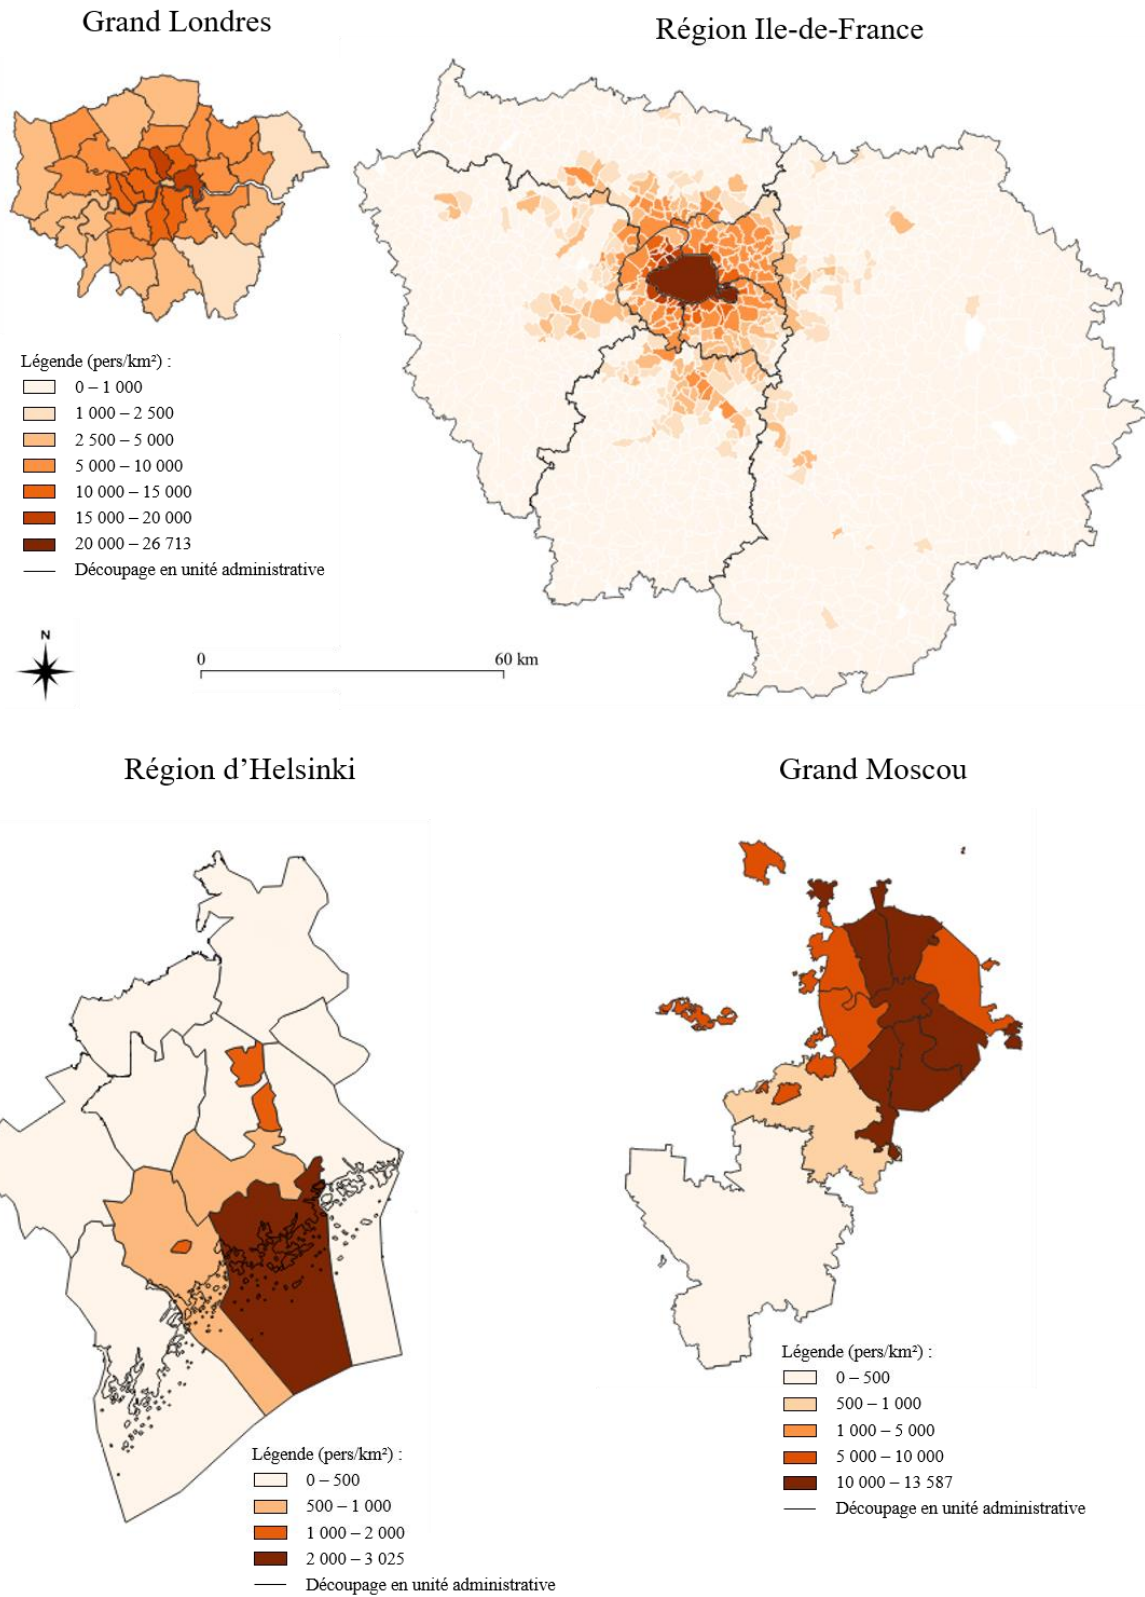 Grand Londres
Région Ile-de-France
Légende (pers/km²) :
0 – 1 000
1 000 – 2 500
2 500 – 5 000
5 000 – 10 000
10 000 – 15 000
15 000 – 20 000
20 000 – 26 713
Découpage en unité administrative
N
0 60 km
Région d’Helsinki
Grand Moscou
Légende (pers/km²) :
0 – 500
500 – 1 000
1 000 – 5 000
5 000 – 10 000
10 000 – 13 587
Découpage en unité administrative
Légende (pers/km²) :
0 – 500
500 – 1 000
1 000 – 2 000
2 000 – 3 025
Découpage en unité administrative